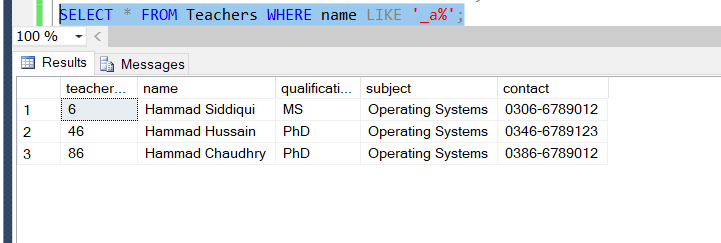 SELECT * FROM Teachers WHERE name LIKE '_a%';
100 %
Results Messages
teacher... name qualificati... subject contact
1 6 Hammad Siddiqui MS Operating Systems 0306-6789012
2 46 Hammad Hussain PhD Operating Systems 0346-6789123
3 86 Hammad Chaudhry PhD Operating Systems 0386-6789012